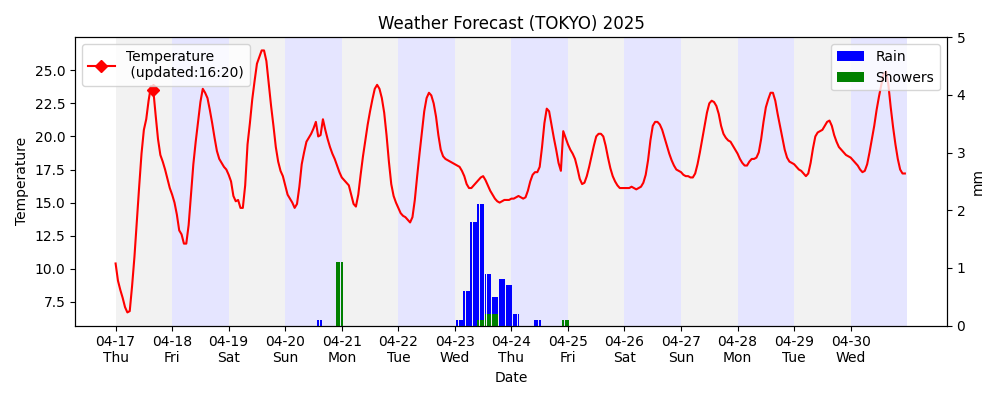 Weather Forecast (TOKYO) 2025
Temperature
(updated:16:20)
Rain
Showers
Temperature
25.0
22.5
20.0
17.5
15.0
12.5
10.0
7.5
5
4
3
2
1
0
mm
04-17 04-18 04-19 04-20 04-21 04-22 04-23 04-24 04-25 04-26 04-27 04-28 04-29 04-30
Thu Fri Sat Sun Mon Tue Wed Thu Fri Sat Sun Mon Tue Wed
Date